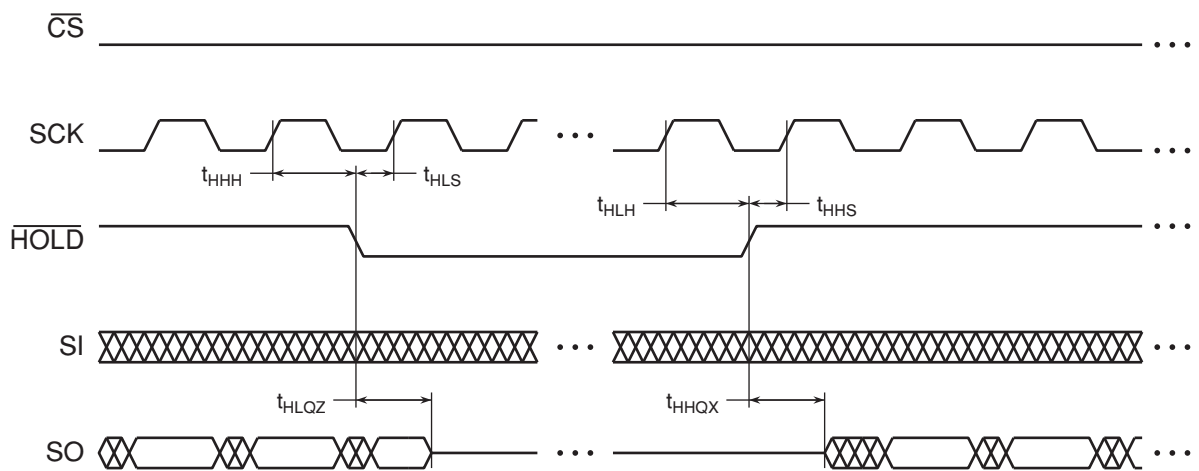 CS
SCK
tHHH
tHLS
tHLH
tHHS
HOLD
SI
tHLQZ
tHHQX
SO